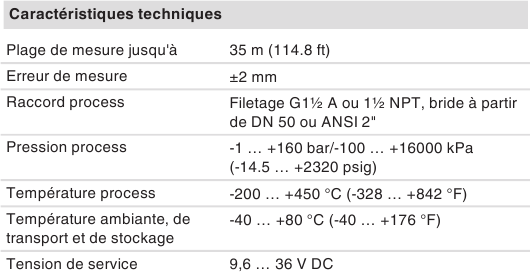 Caractéristiques techniques
Plage de mesure jusqu'à 35 m (114.8 ft)
Erreur de mesure ±2 mm
Raccord process Filetage G1½ A ou 1½ NPT, bride à partir
de DN 50 ou ANSI 2"
Pression process -1 … +160 bar/-100 … +16000 kPa
(-14.5 … +2320 psig)
Température process -200 … +450 °C (-328 … +842 °F)
Température ambiante, de -40 … +80 °C (-40 … +176 °F)
transport et de stockage
Tension de service 9,6 … 36 V DC